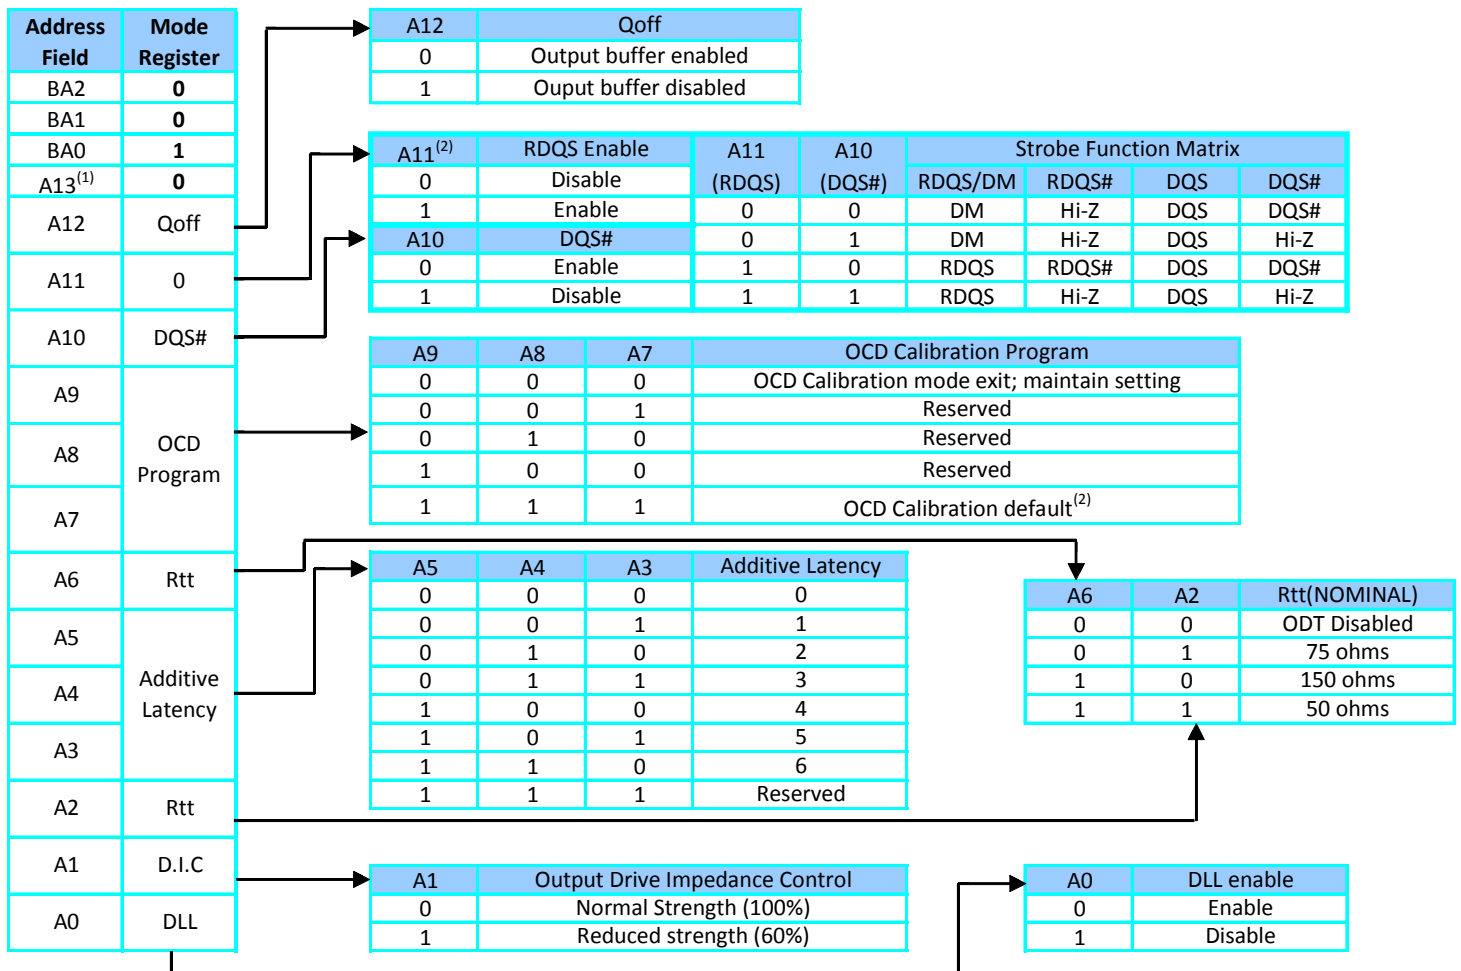 Address Field Mode Register
BA2 0
BA1 0
BA0 1
A13(1) 0
A12 Qoff
A11 0
A10 DQS#
A9
A8
A7
OCD Program
A6 Rtt
A5
A4
A3
Additive Latency
A2 Rtt
A1 D.I.C
A0 DLL
A12 Qoff
0 Output buffer enabled
1 Ouput buffer disabled
A11(2) RDQS Enable
0 Disable
1 Enable
A10 DQS#
0 Enable
1 Disable
A11 (RDQS) A10 (DQS#) Strobe Function Matrix
RDQS/DM RDQS# DQS DQS#
0 0 DM Hi-Z DQS DQS#
0 1 DM Hi-Z DQS Hi-Z
1 0 RDQS RDQS# DQS DQS#
1 1 RDQS Hi-Z DQS Hi-Z
A9 A8 A7 OCD Calibration Program
0 0 0 OCD Calibration mode exit; maintain setting
0 0 1 Reserved
0 1 0 Reserved
1 0 0 Reserved
1 1 1 OCD Calibration default(2)
A5 A4 A3 Additive Latency
0 0 0 0
0 0 1 1
0 1 0 2
0 1 1 3
1 0 0 4
1 0 1 5
1 1 0 6
1 1 1 Reserved
A6 A2 Rtt(NOMINAL)
0 0 ODT Disabled
0 1 75 ohms
1 0 150 ohms
1 1 50 ohms
A1 Output Drive Impedance Control
0 Normal Strength (100%)
1 Reduced strength (60%)
A0 DLL enable
0 Enable
1 Disable